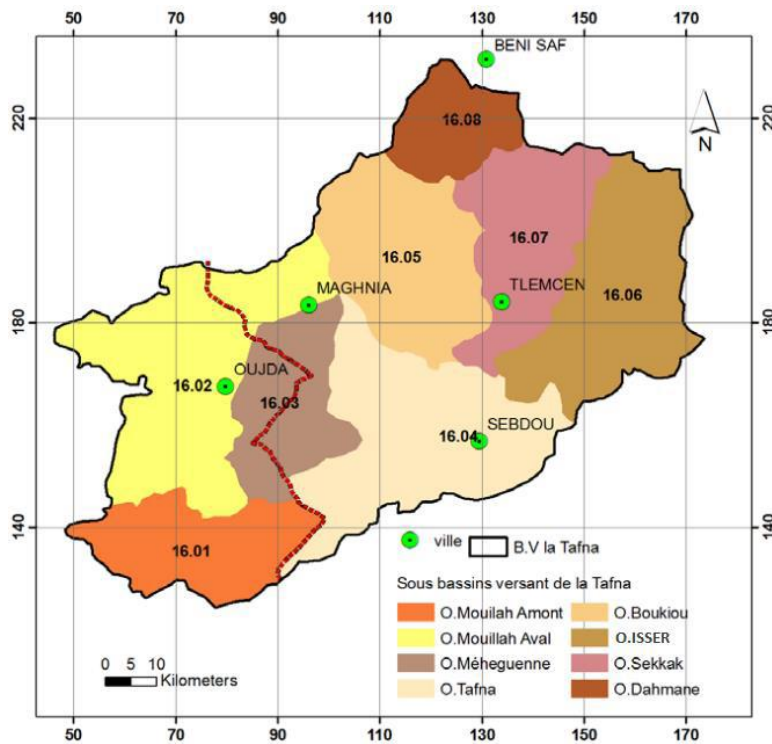 50 70 90 110 130 150 170
BENI SAF
220 220
16.08
N
16.05
16.07
MAGHNIA
TLEMCEN
16.06
180 180
OUJDA
16.02
16.03
SEBDOU
16.04
140 140
16.01
ville B.V la Tafna
Sous bassins versant de la Tafna
O.Mouilah Amont O.Boukiou
O.Mouillah Aval O.ISSER
O.Méheguenne O.Sekkak
O.Tafna O.Dahmane
0 5 10
Kilometers
50 70 90 110 130 150 170